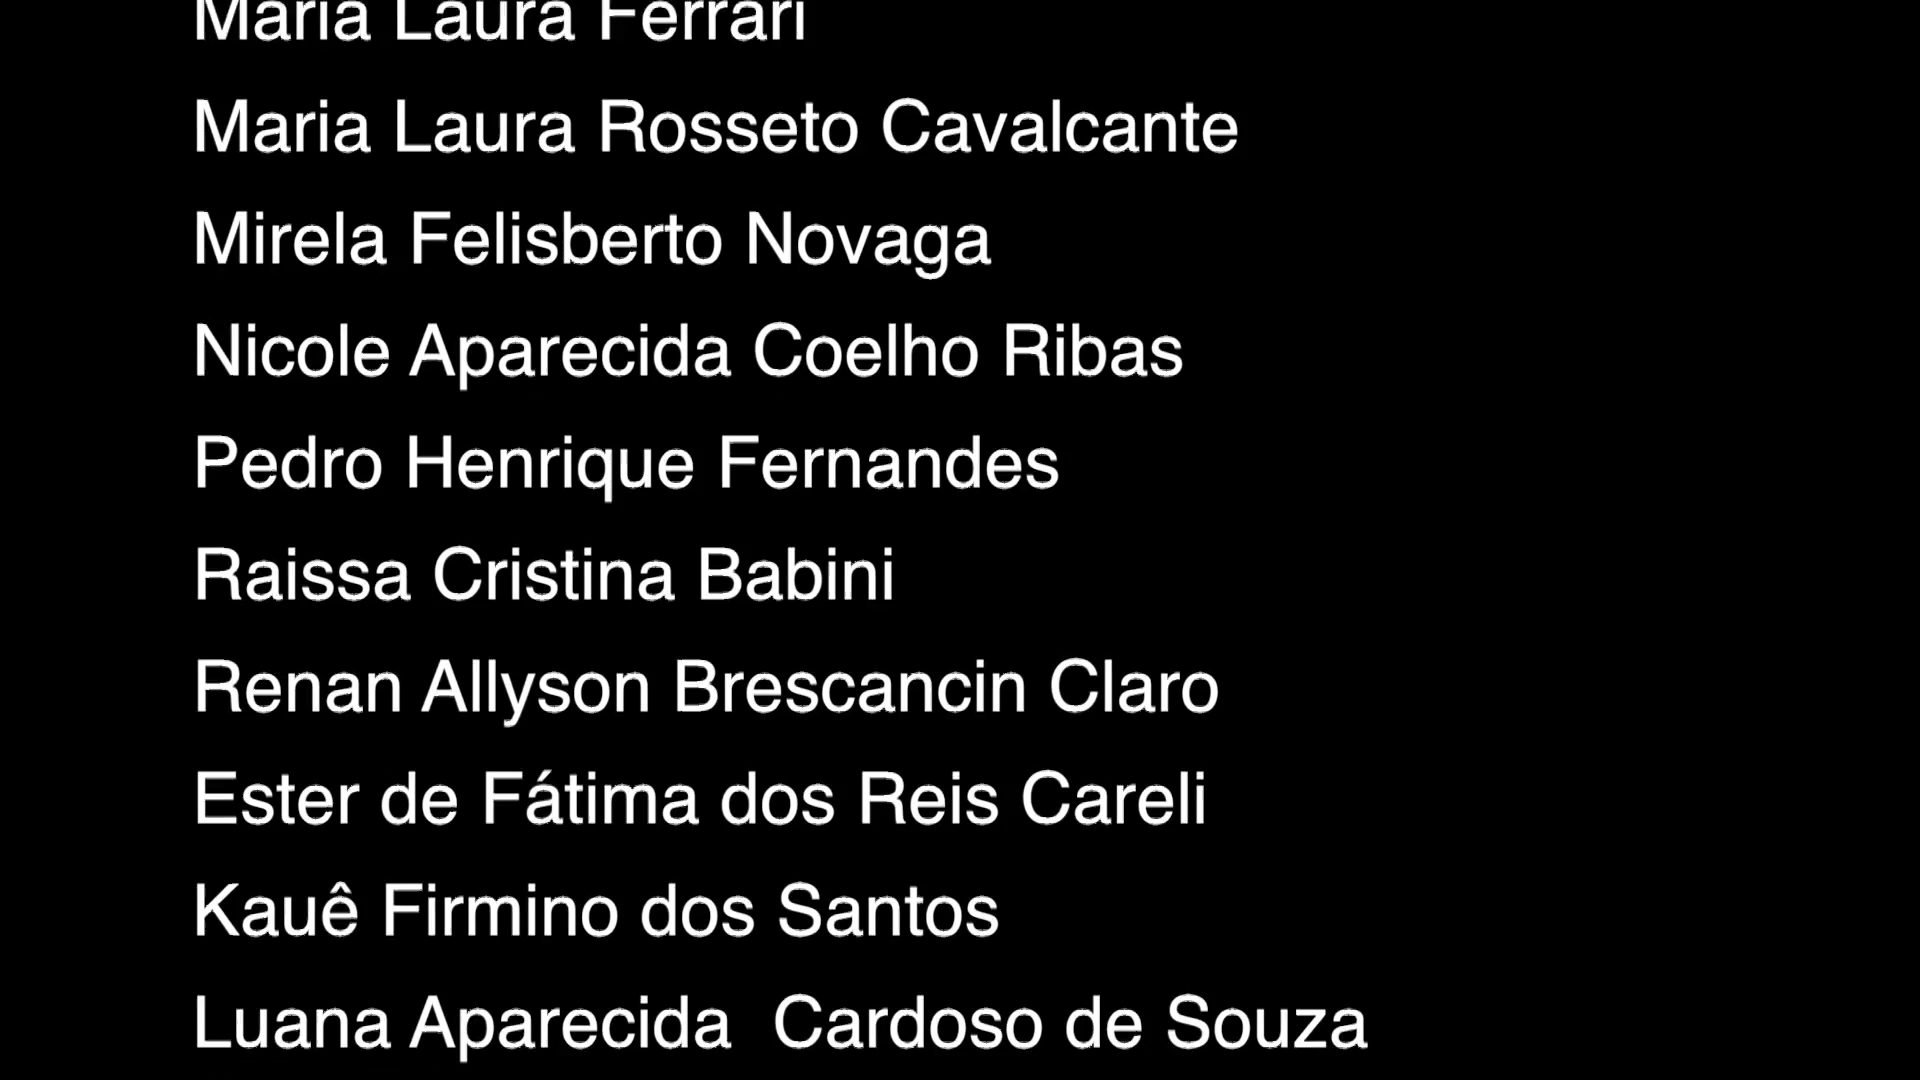 Maria Laura Ferrari
Maria Laura Rosseto Cavalcante
Mirela Felisberto Novaga
Nicole Aparecida Coelho Ribas
Pedro Henrique Fernandes
Raissa Cristina Babini
Renan Allyson Brescancin Claro
Ester de Fátima dos Reis Careli
Kauê Firmino dos Santos
Luana Aparecida  Cardoso de Souza